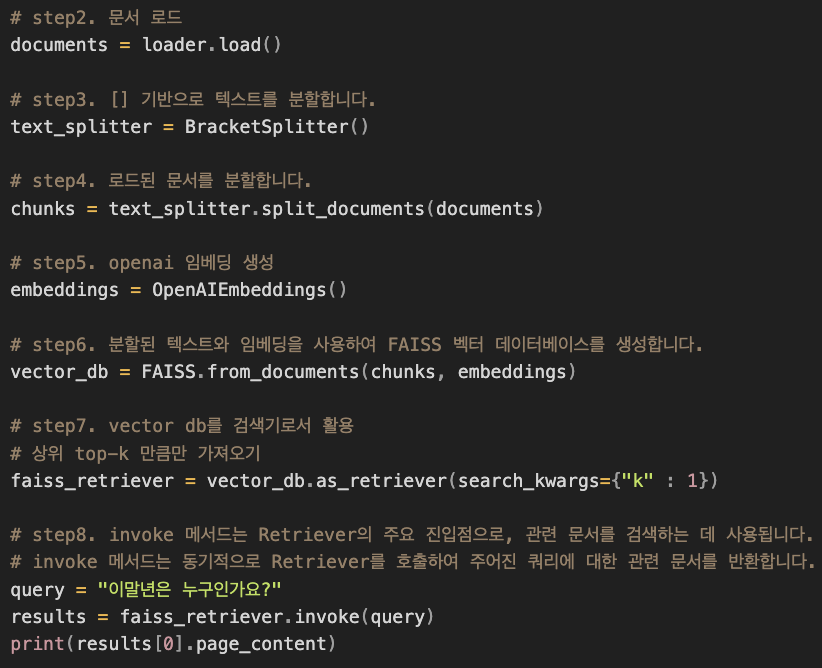 # step2. 문서 로드
documents = loader.load()
# step3. [] 기반으로 텍스트를 분할합니다.
text_splitter = BracketSplitter()
# step4. 로드된 문서를 분할합니다.
chunks = text_splitter.split_documents(documents)
# step5. openai 임베딩 생성
embeddings = OpenAIEmbeddings()
# step6. 분할된 텍스트와 임베딩을 사용하여 FAISS 벡터 데이터베이스를 생성합니다.
vector_db = FAISS.from_documents(chunks, embeddings)
# step7. vector db를 검색기로서 활용
# 상위 top-k 만큼만 가져오기
faiss_retriever = vector_db.as_retriever(search_kwargs={"k" : 1})
# step8. invoke 메서드는 Retriever의 주요 진입점으로, 관련 문서를 검색하는 데 사용됩니다.
# invoke 메서드는 동기적으로 Retriever를 호출하여 주어진 쿼리에 대한 관련 문서를 반환합니다.
query = "이말년은 누구인가요?"
results = faiss_retriever.invoke(query)
print(results[0].page_content)